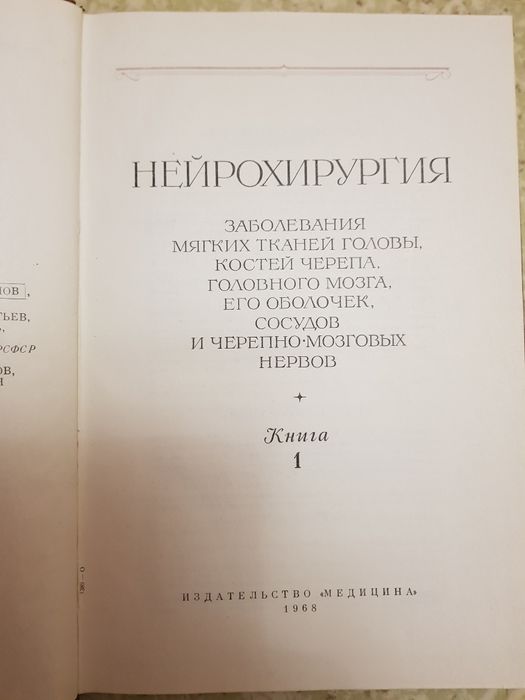 НЕЙРОХИРУРГИЯ
ЗАБОЛЕВАНИЯ
МЯГКИХ ТКАНЕЙ ГОЛОВЫ,
КОСТЕЙ ЧЕРЕПА,
ГОЛОВНОГО МОЗГА,
ЕГО ОБОЛОЧЕК,
СОСУДОВ
И ЧЕРЕПНО-МОЗГОВЫХ
НЕРВОВ
Книга
1
ИЗДАТЕЛЬСТВО «МЕДИЦИНА»
1968
РСФСР